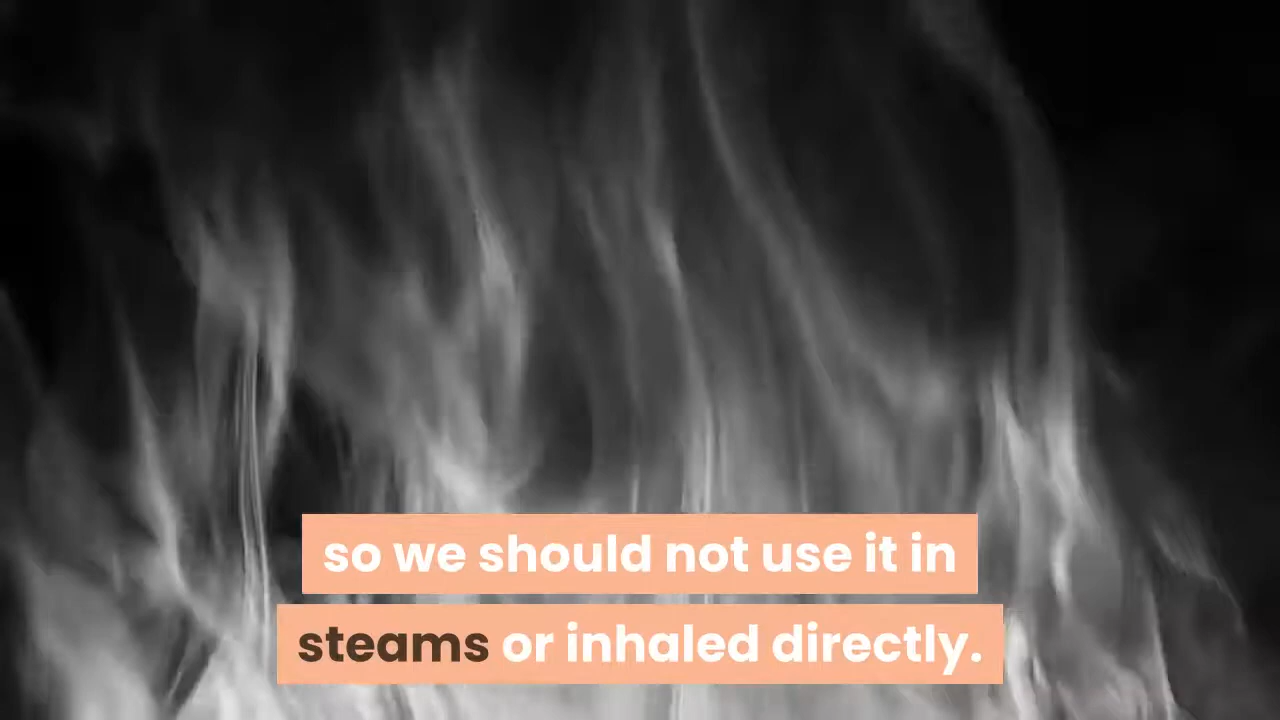 so we should not use it in
steams or inhaled directly.